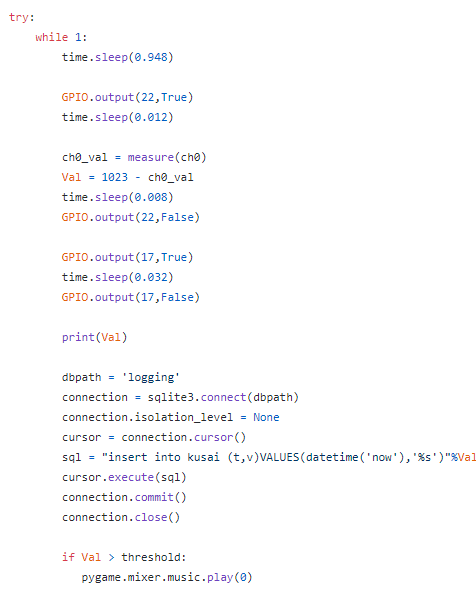 try:
    while 1:
        time.sleep(0.948)

        GPIO.output(22,True)
        time.sleep(0.012)

        ch0_val = measure(ch0)
        Val = 1023 - ch0_val
        time.sleep(0.008)
        GPIO.output(22,False)

        GPIO.output(17,True)
        time.sleep(0.032)
        GPIO.output(17,False)

        print(Val)

        dbpath = 'logging'
        connection = sqlite3.connect(dbpath)
        connection.isolation_level = None
        cursor = connection.cursor()
        sql = "insert into kusai (t,v)VALUES(datetime('now'),'%s')"%Val
        cursor.execute(sql)
        connection.commit()
        connection.close()

        if Val > threshold:
           pygame.mixer.music.play(0)